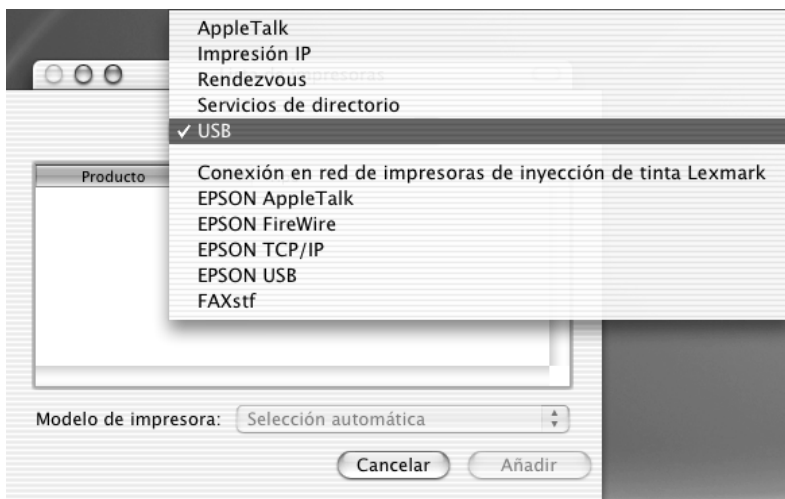 AppleTalk
Impresión IP
Rendezvous
Servicios de directorio
✓ USB
Conexión en red de impresoras de inyección de tinta Lexmark
EPSON AppleTalk
EPSON FireWire
EPSON TCP/IP
EPSON USB
FAXstf
impresoras
Producto
Modelo de impresora: Selección automática
Cancelar Añadir